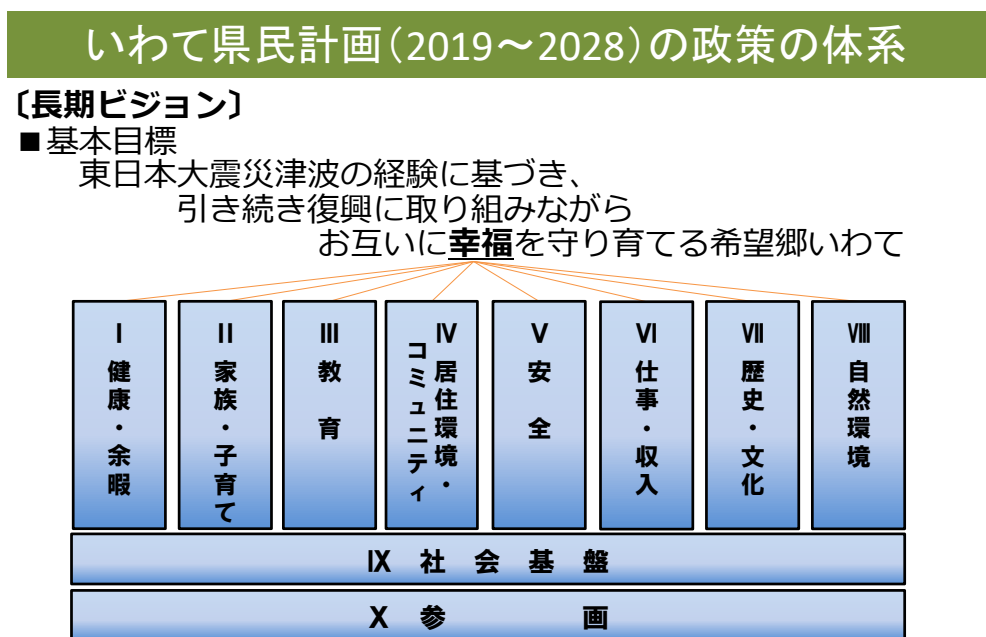 いわて県民計画(2019～2028)の政策の体系
〔長期ビジョン〕
■基本目標
東日本大震災津波の経験に基づき、
引き続き復興に取り組みながら
お互いに幸福を守り育てる希望郷いわて
Ⅰ 健康・余暇
Ⅱ 家族・子育て
Ⅲ 教育
Ⅳ 居住環境・
コミュニティ
Ⅴ 安全
Ⅵ 仕事・収入
Ⅶ 歴史・文化
Ⅷ 自然環境
Ⅸ 社会基盤
Ⅹ 参画